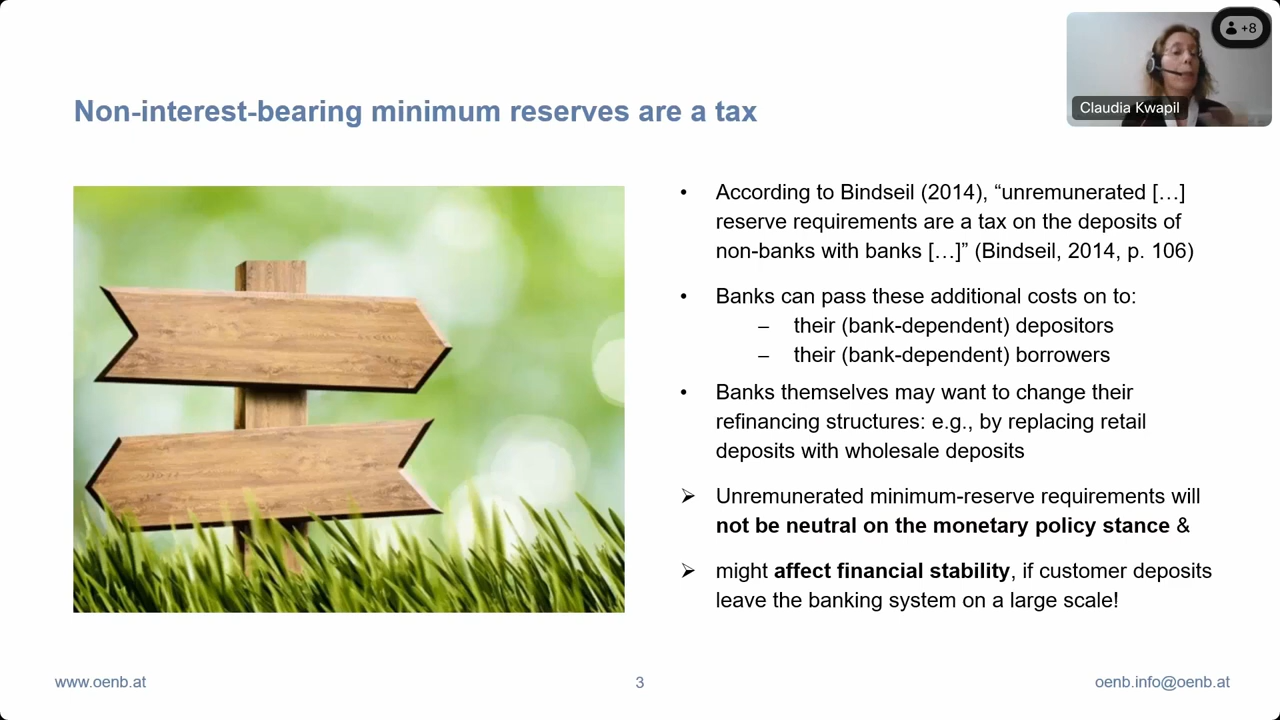 +8
Claudia Kwapil
Non-interest-bearing minimum reserves are a tax
• According to Bindseil (2014), “unremunerated […]
reserve requirements are a tax on the deposits of
non-banks with banks […]” (Bindseil, 2014, p. 106)
• Banks can pass these additional costs on to:
– their (bank-dependent) depositors
– their (bank-dependent) borrowers
• Banks themselves may want to change their
refinancing structures: e.g., by replacing retail
deposits with wholesale deposits
➢ Unremunerated minimum-reserve requirements will
not be neutral on the monetary policy stance &
➢ might affect financial stability, if customer deposits
leave the banking system on a large scale!
www.oenb.at
3
oenb.info@oenb.at